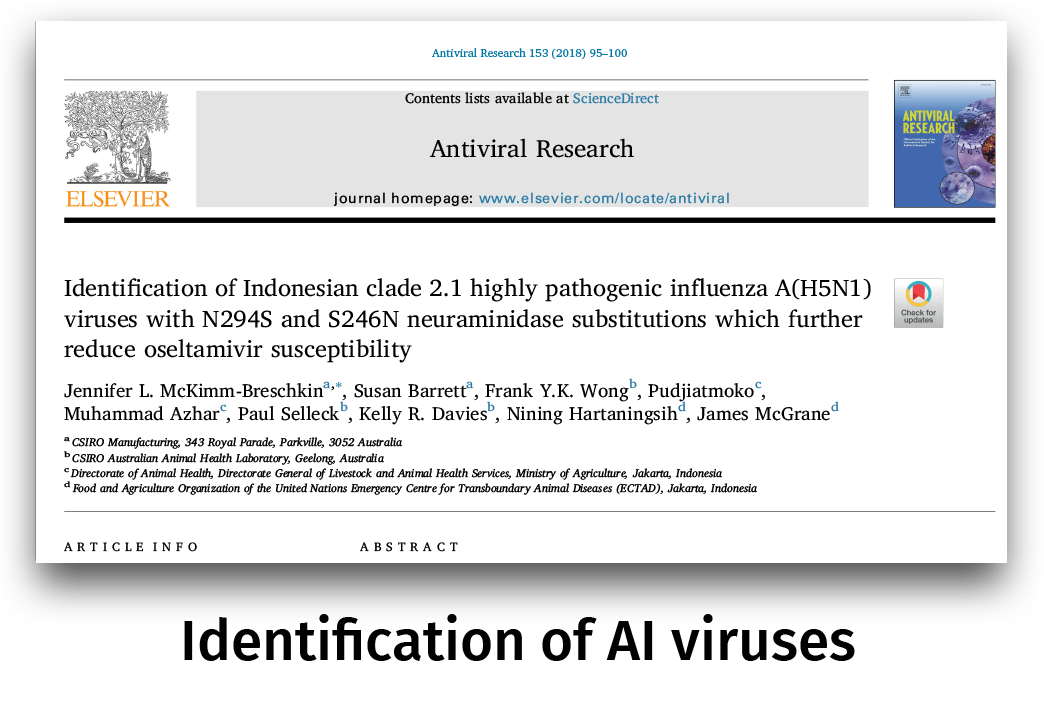 Antiviral Research 153 (2018) 95–100
Contents lists available at ScienceDirect
Antiviral Research
journal homepage: www.elsevier.com/locate/antiviral
ELSEVIER
ANTIVIRAL
RESEARCH
Identification of Indonesian clade 2.1 highly pathogenic influenza A(H5N1)
viruses with N294S and S246N neuraminidase substitutions which further
reduce oseltamivir susceptibility
Check for
updates
Jennifer L. McKimm-Breschkin a,*, Susan Barrett a, Frank Y.K. Wong b, Pudjiatmoko c,
Muhammad Azhar c, Paul Selleck b, Kelly R. Davies b, Nining Hartaningsih d, James McGrane d
a CSIRO Manufacturing, 343 Royal Parade, Parkville, 3052 Australia
b CSIRO Australian Animal Health Laboratory, Geelong, Australia
c Directorate of Animal Health, Directorate General of Livestock and Animal Health Services, Ministry of Agriculture, Jakarta, Indonesia
d Food and Agriculture Organization of the United Nations Emergency Centre for Transboundary Animal Diseases (ECTAD), Jakarta, Indonesia
ARTICLE INFO
ABSTRACT
Identification of AI viruses